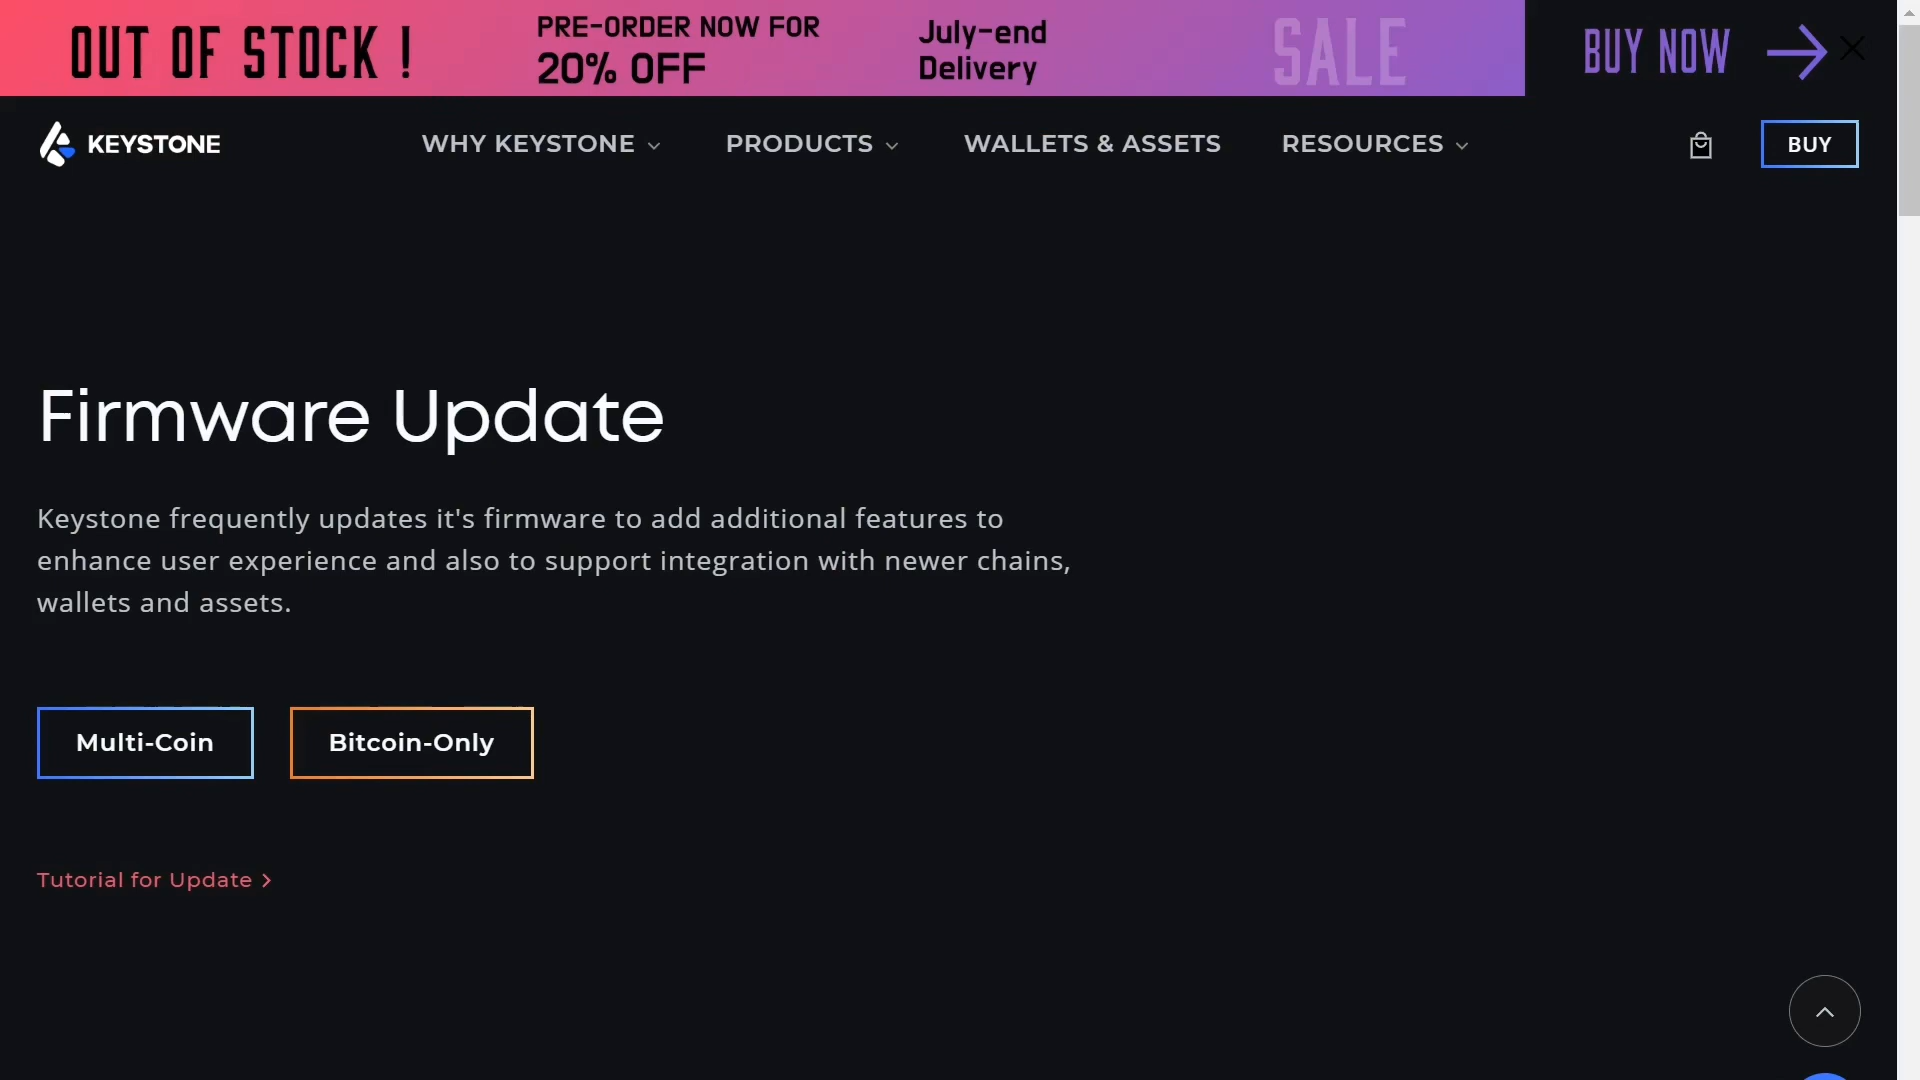 OUT OF STOCK !
PRE-ORDER NOW FOR
20% OFF
July-end
Delivery
SALE
BUY NOW
KEYSTONE
WHY KEYSTONE
PRODUCTS
WALLETS & ASSETS
RESOURCES
BUY
Firmware Update
Keystone frequently updates it's firmware to add additional features to
enhance user experience and also to support integration with newer chains,
wallets and assets.
Multi-Coin
Bitcoin-Only
Tutorial for Update